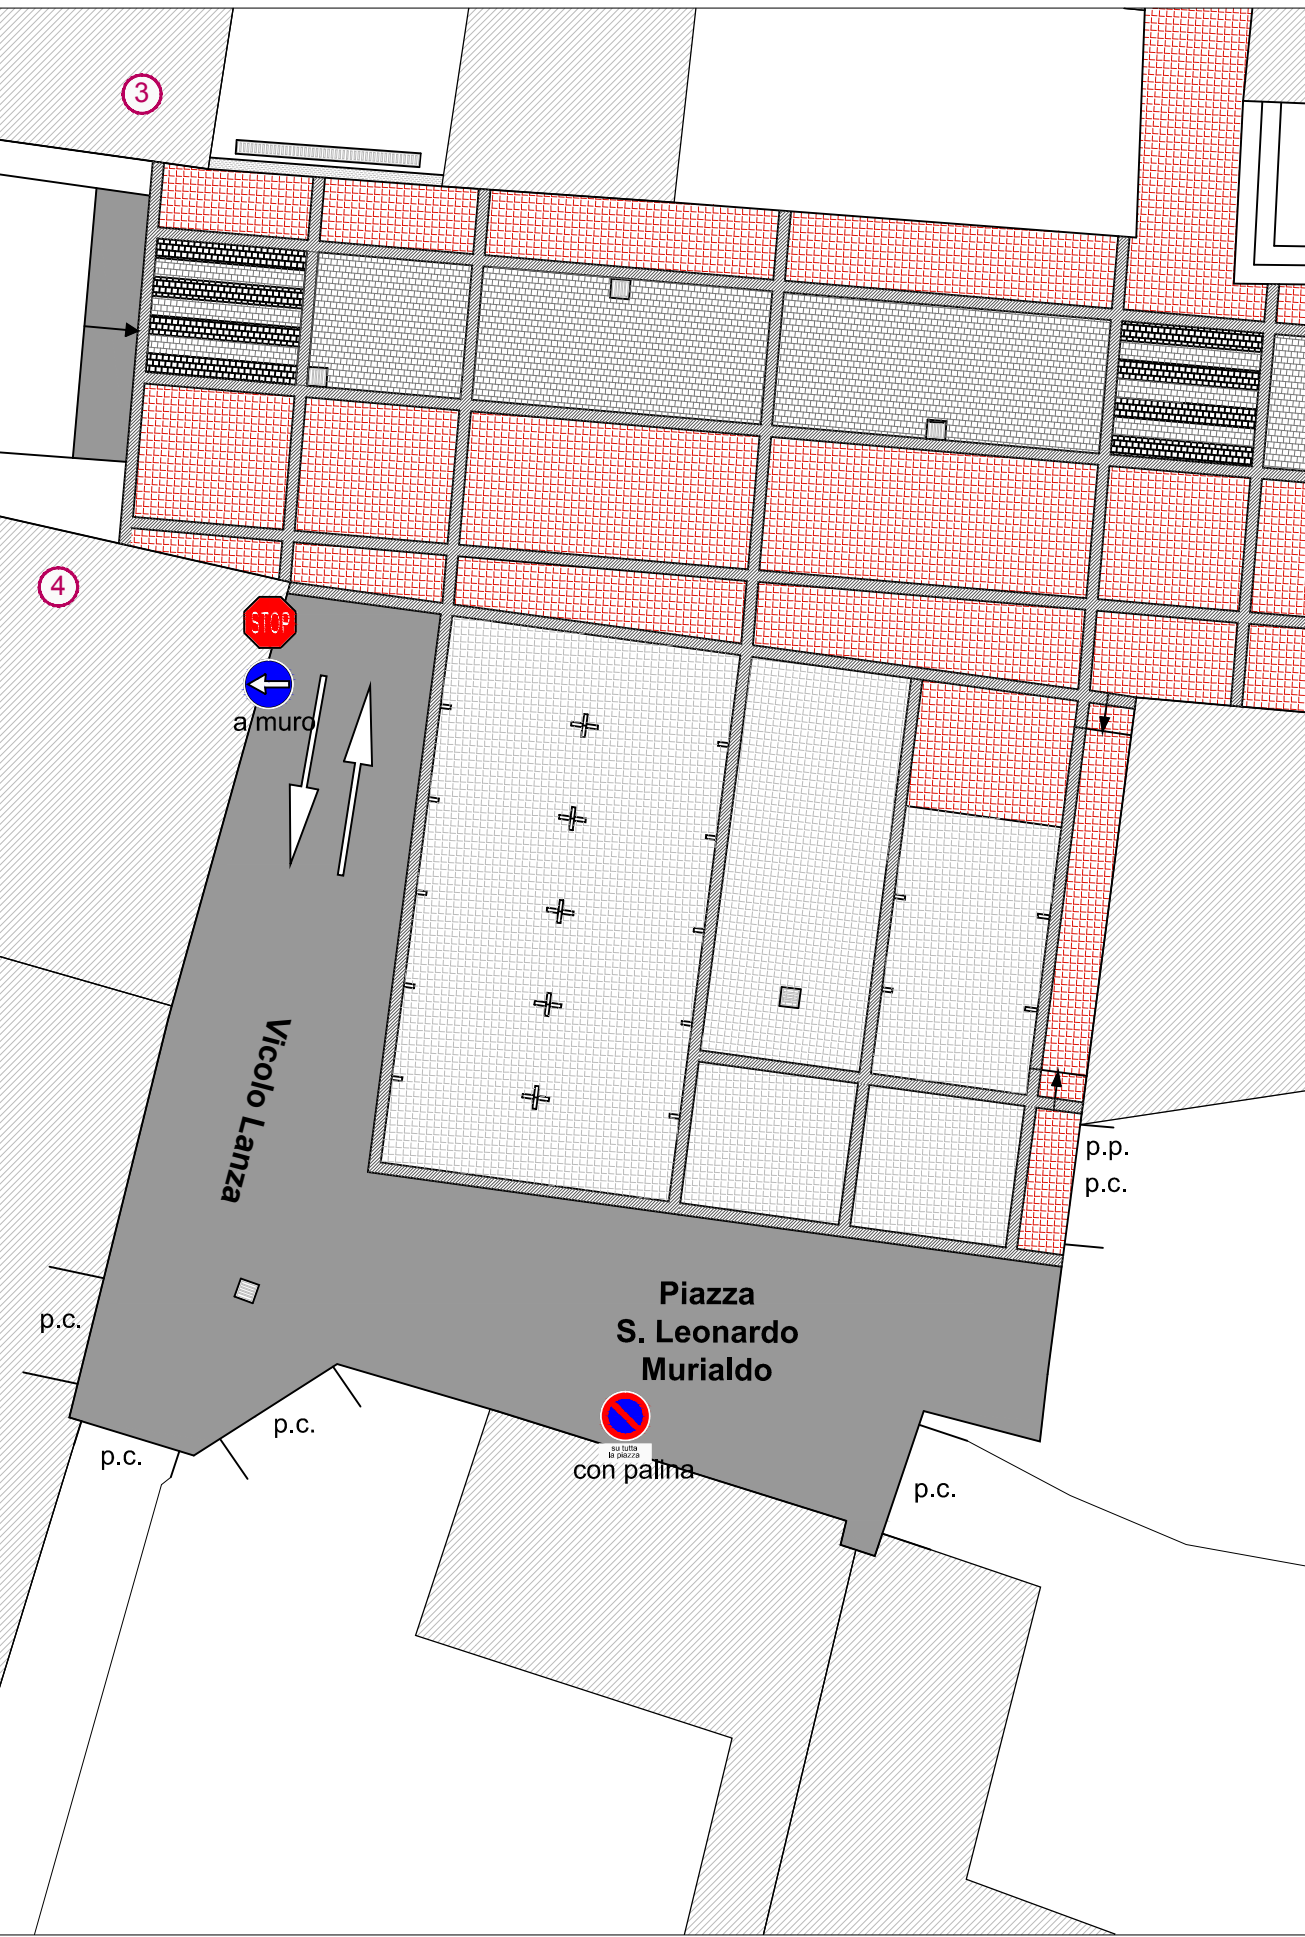 3
4
STOP
a muro
Vicolo Lanza
p.p.
p.c.
Piazza
S. Leonardo
Murialdo
p.c.
p.c.
p.c.
su tutta
la piazza
con palina
p.c.